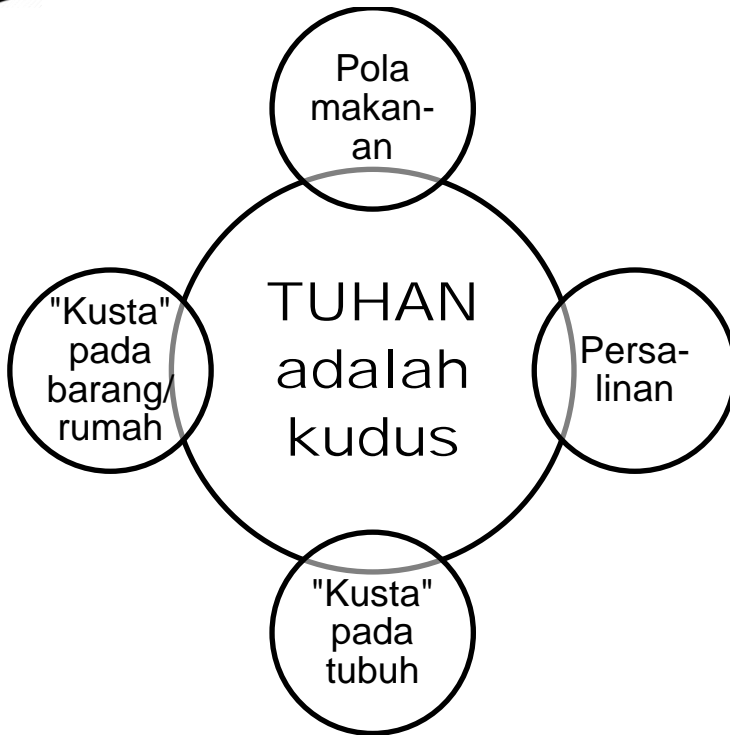 Pola
makan-
an
TUHAN
adalah
kudus
"Kusta"
pada
barang/
rumah
Persa-
linan
"Kusta"
pada
tubuh